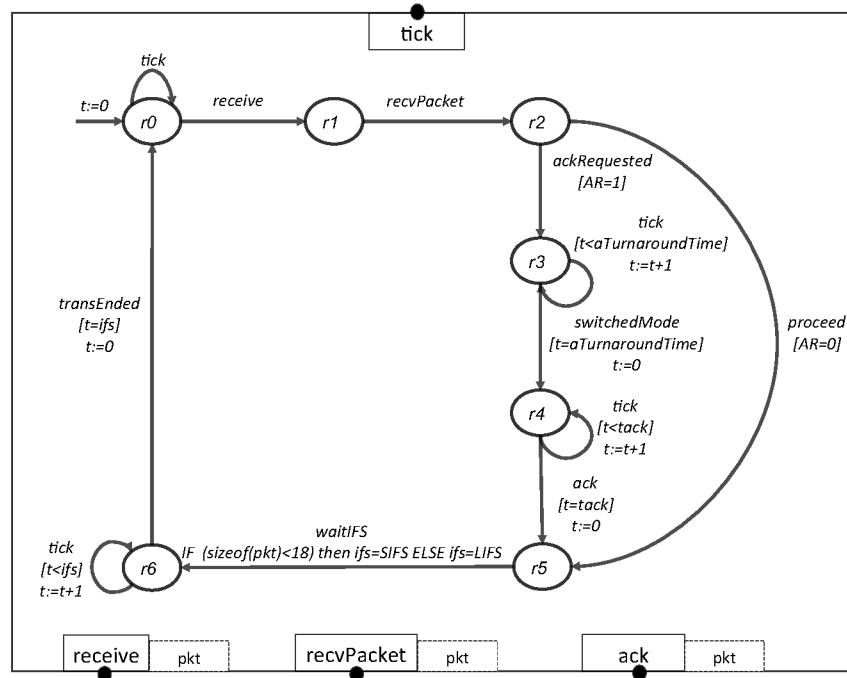 tick
tick
t:=0
r0
receive
r1
recvPacket
r2
ackRequested
[AR=1]
tick
[t<aTurnaroundTime]
t:=t+1
r3
transEnded
[t=ifs]
t:=0
switchedMode
[t=aTurnaroundTime]
t:=0
proceed
[AR=0]
r4
tick
[t<tack]
t:=t+1
ack
[t=tack]
t:=0
waitIFS
IF (sizeof(pkt)<18) then ifs=SIFS ELSE ifs=LIFS
tick
[t<ifs]
t:=t+1
r6
r5
receive pkt
recvPacket pkt
ack pkt